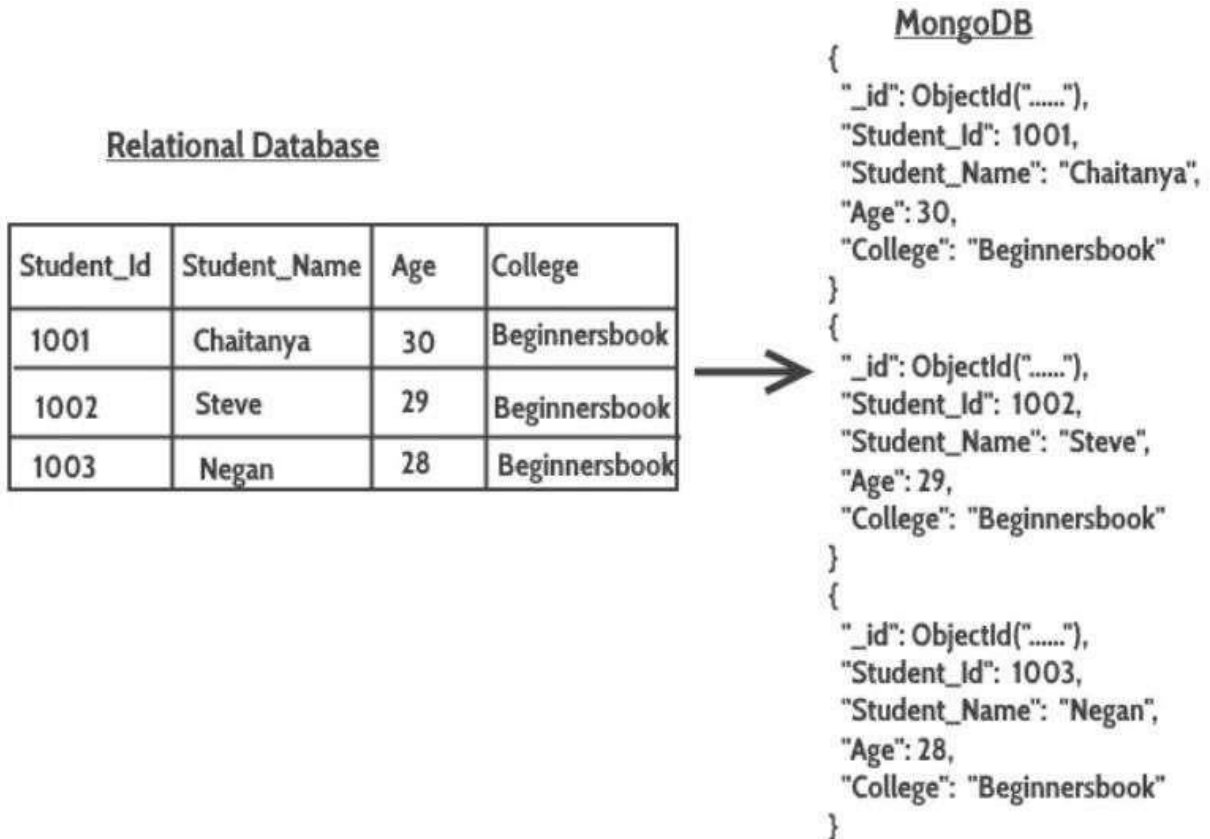 Relational Database
Student_Id Student_Name Age College
1001 Chaitanya 30 Beginnersbook
1002 Steve 29 Beginnersbook
1003 Negan 28 Beginnersbook
MongoDB
{
"_id": ObjectId("......"),
"Student_Id": 1001,
"Student_Name": "Chaitanya",
"Age": 30,
"College": "Beginnersbook"
}
{
"_id": ObjectId("......"),
"Student_Id": 1002,
"Student_Name": "Steve",
"Age": 29,
"College": "Beginnersbook"
}
{
"_id": ObjectId("......"),
"Student_Id": 1003,
"Student_Name": "Negan",
"Age": 28,
"College": "Beginnersbook"
}